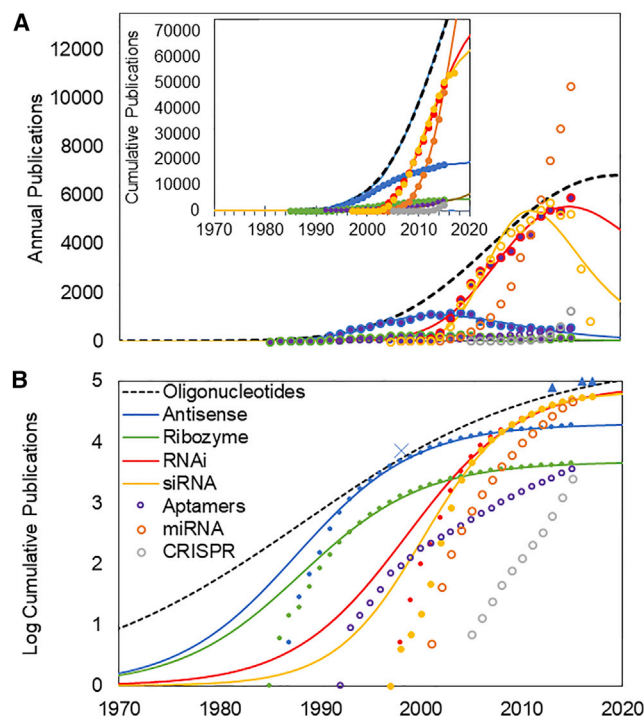 A
Annual Publications
12000
10000
8000
6000
4000
2000
0
Cumulative Publications
70000
60000
50000
40000
30000
20000
10000
0
1970 1980 1990 2000 2010 2020
B
Log Cumulative Publications
5
4
3
2
1
0
Oligonucleotides
Antisense
Ribozyme
RNAi
siRNA
Aptamers
miRNA
CRISPR
1970 1980 1990 2000 2010 2020